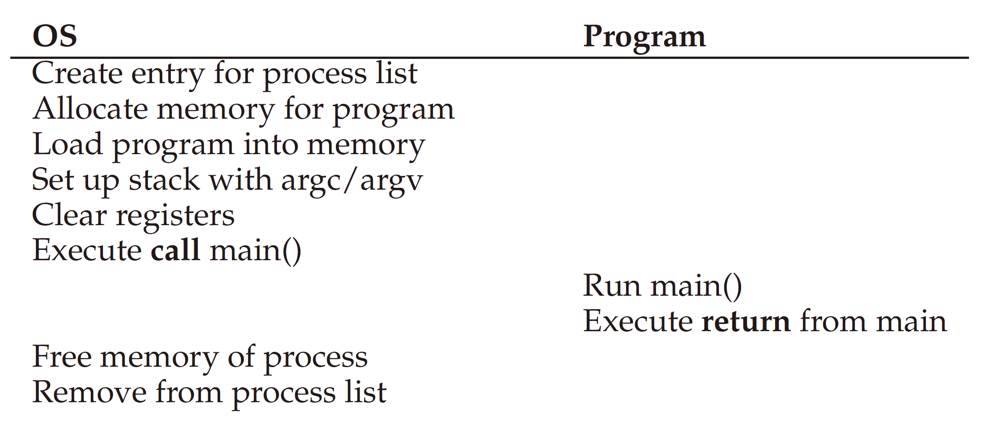 OS Program
Create entry for process list
Allocate memory for program
Load program into memory
Set up stack with argc/argv
Clear registers
Execute call main()
Run main()
Execute return from main
Free memory of process
Remove from process list